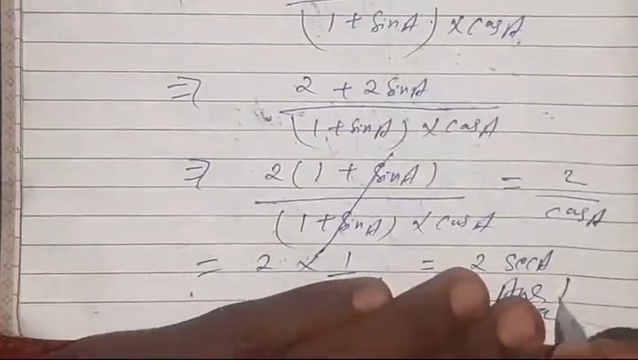 (1 + sinA) × cosA
⇒ 2 + 2 sinA
(1 + sinA) × cosA
⇒ 2(1 + sinA) = 2
(1 + sinA) × cosA cosA
= 2 × 1 = 2 secA
Ans